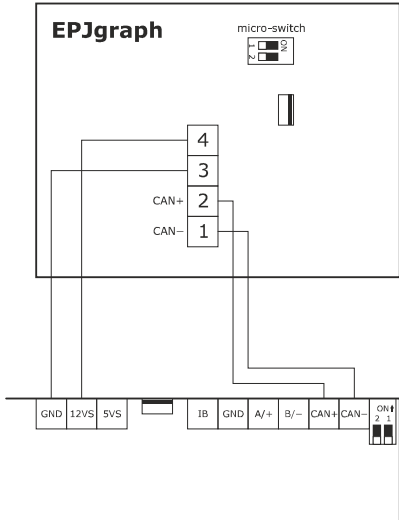 EPJgraph
micro-switch
1 ON
2
4
3
CAN+ 2
CAN− 1
GND 12VS 5VS IB GND A/+ B/− CAN+ CAN− ON
2 1